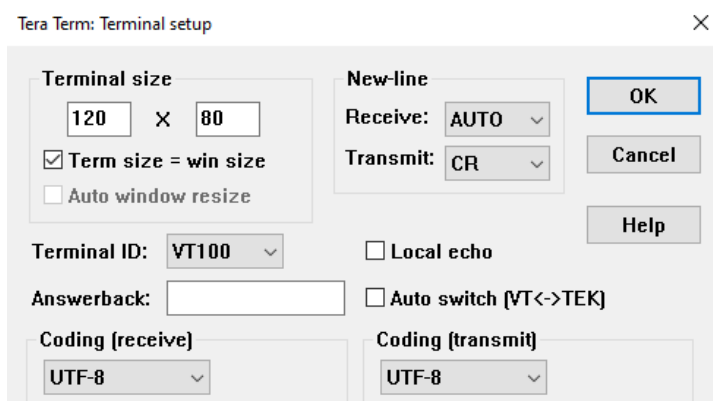 Tera Term: Terminal setup
Terminal size
120 X 80
Term size = win size
Auto window resize
New-line
Receive: AUTO
Transmit: CR
OK
Cancel
Help
Terminal ID: VT100
Local echo
Answerback:
Auto switch (VT<->TEK)
Coding (receive)
UTF-8
Coding (transmit)
UTF-8